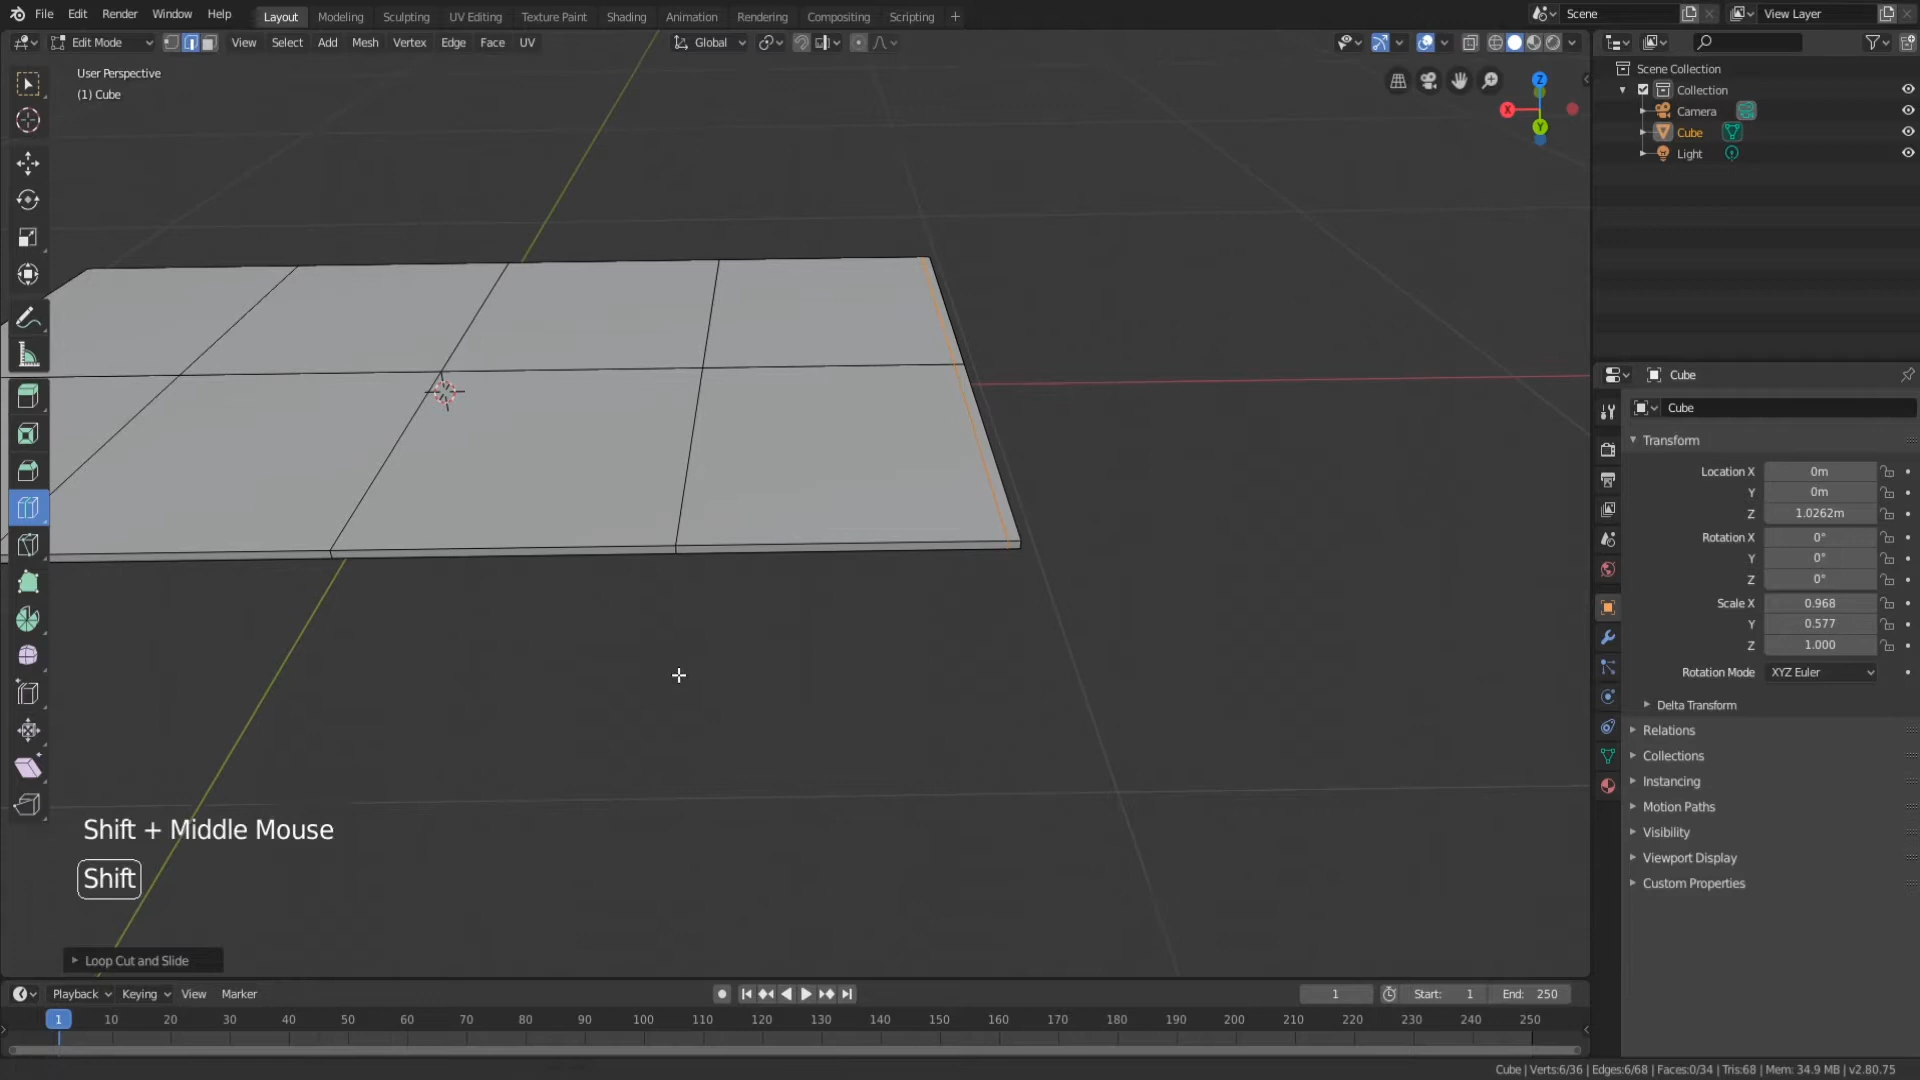 File Edit Render Window Help Layout Modeling Sculpting UV Editing Texture Paint Shading Animation Rendering Compositing Scripting + Scene View Layer
Edit Mode View Select Add Mesh Vertex Edge Face UV Global
User Perspective
(1) Cube
Z
X
Y
Scene Collection
Collection
Camera
Cube
Light
Cube
Cube
Transform
Location X 0m
Y 0m
Z 1.0262m
Rotation X 0°
Y 0°
Z 0°
Scale X 0.968
Y 0.577
Z 1.000
Rotation Mode XYZ Euler
Delta Transform
Relations
Collections
Instancing
Motion Paths
Visibility
Viewport Display
Custom Properties
Shift + Middle Mouse
Shift
Loop Cut and Slide
Playback Keying View Marker 1 Start: 1 End: 250
1 10 20 30 40 50 60 70 80 90 100 110 120 130 140 150 160 170 180 190 200 210 220 230 240 250
Cube | Verts:6/36 | Edges:6/68 | Faces:0/34 | Tris:68 | Mem: 34.9 MB | v2.80.75